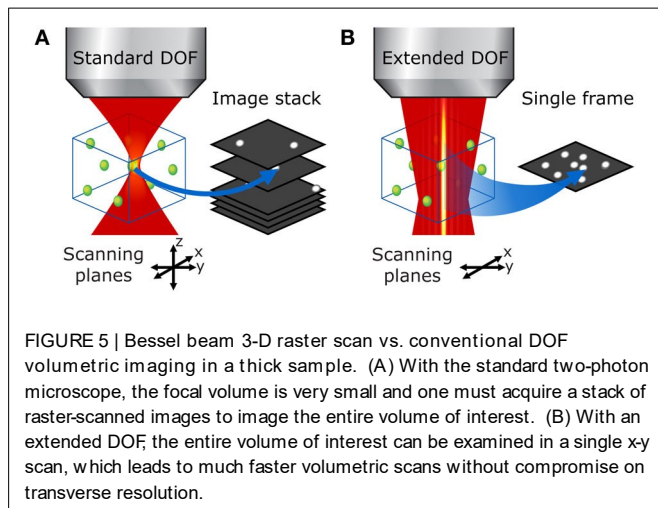 A
Standard DOF
Image stack
Scanning
planes
z
x
y
B
Extended DOF
Single frame
Scanning
planes
x
y
FIGURE 5 | Bessel beam 3-D raster scan vs. conventional DOF
volumetric imaging in a thick sample. (A) With the standard two-photon
microscope, the focal volume is very small and one must acquire a stack of
raster-scanned images to image the entire volume of interest. (B) With an
extended DOF, the entire volume of interest can be examined in a single x-y
scan, which leads to much faster volumetric scans without compromise on
transverse resolution.